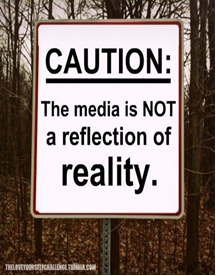 CAUTION:
The media is NOT
a reflection of
reality.
THELOVEYOURSELFCHALLENGE.TUMBLR.COM